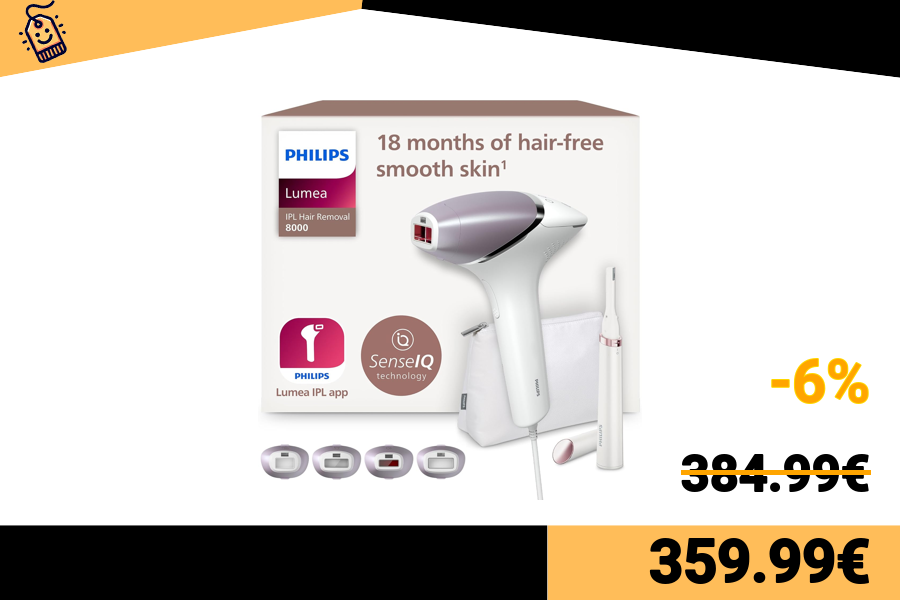 18 months of hair-free
smooth skin¹
PHILIPS
Lumea
IPL Hair Removal
8000
SenseIQ
technology
PHILIPS
Lumea IPL app
-6%
384.99€
359.99€